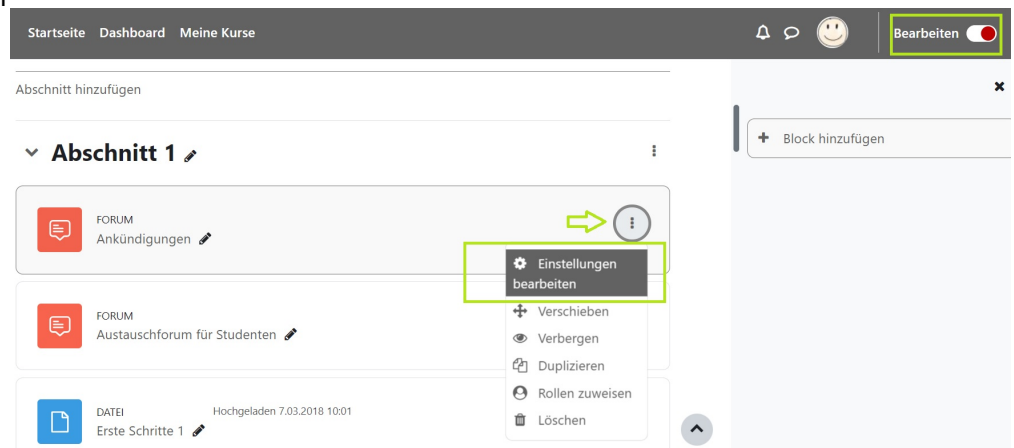 Startseite Dashboard Meine Kurse
Bearbeiten
Abschnitt hinzufügen
Block hinzufügen
Abschnitt 1
FORUM
Ankündigungen
Einstellungen
bearbeiten
Verschieben
Verbergen
Duplizieren
Rollen zuweisen
Löschen
FORUM
Austauschforum für Studenten
DATEI
Hochgeladen 7.03.2018 10:01
Erste Schritte 1